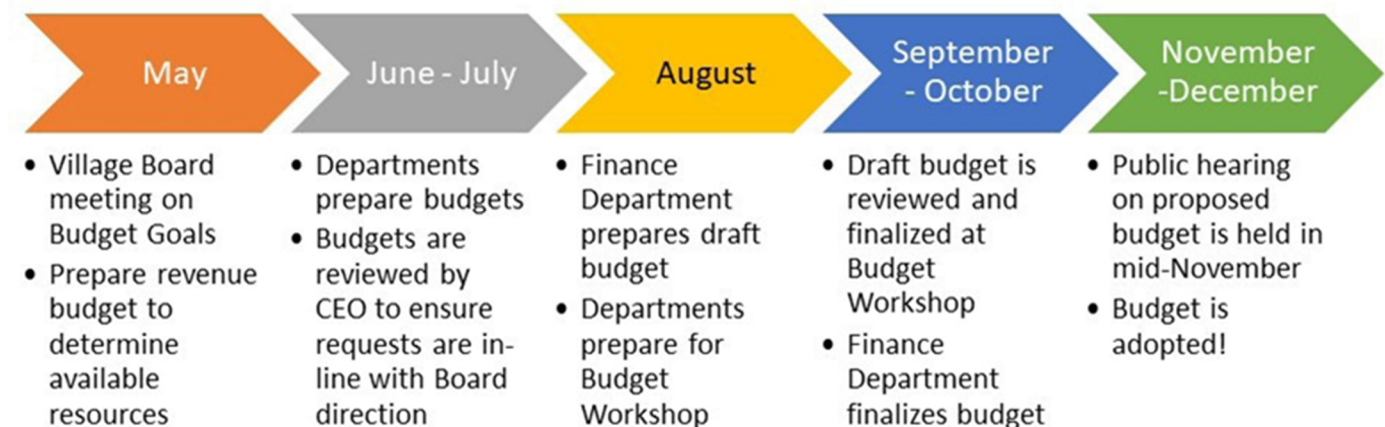 May
• Village Board
meeting on
Budget Goals
• Prepare revenue
budget to
determine
available
resources
June - July
• Departments
prepare budgets
• Budgets are
reviewed by
CEO to ensure
requests are in-
line with Board
direction
August
• Finance
Department
prepares draft
budget
• Departments
prepare for
Budget
Workshop
September
- October
• Draft budget is
reviewed and
finalized at
Budget
Workshop
• Finance
Department
finalizes budget
November
-December
• Public hearing
on proposed
budget is held in
mid-November
• Budget is
adopted!